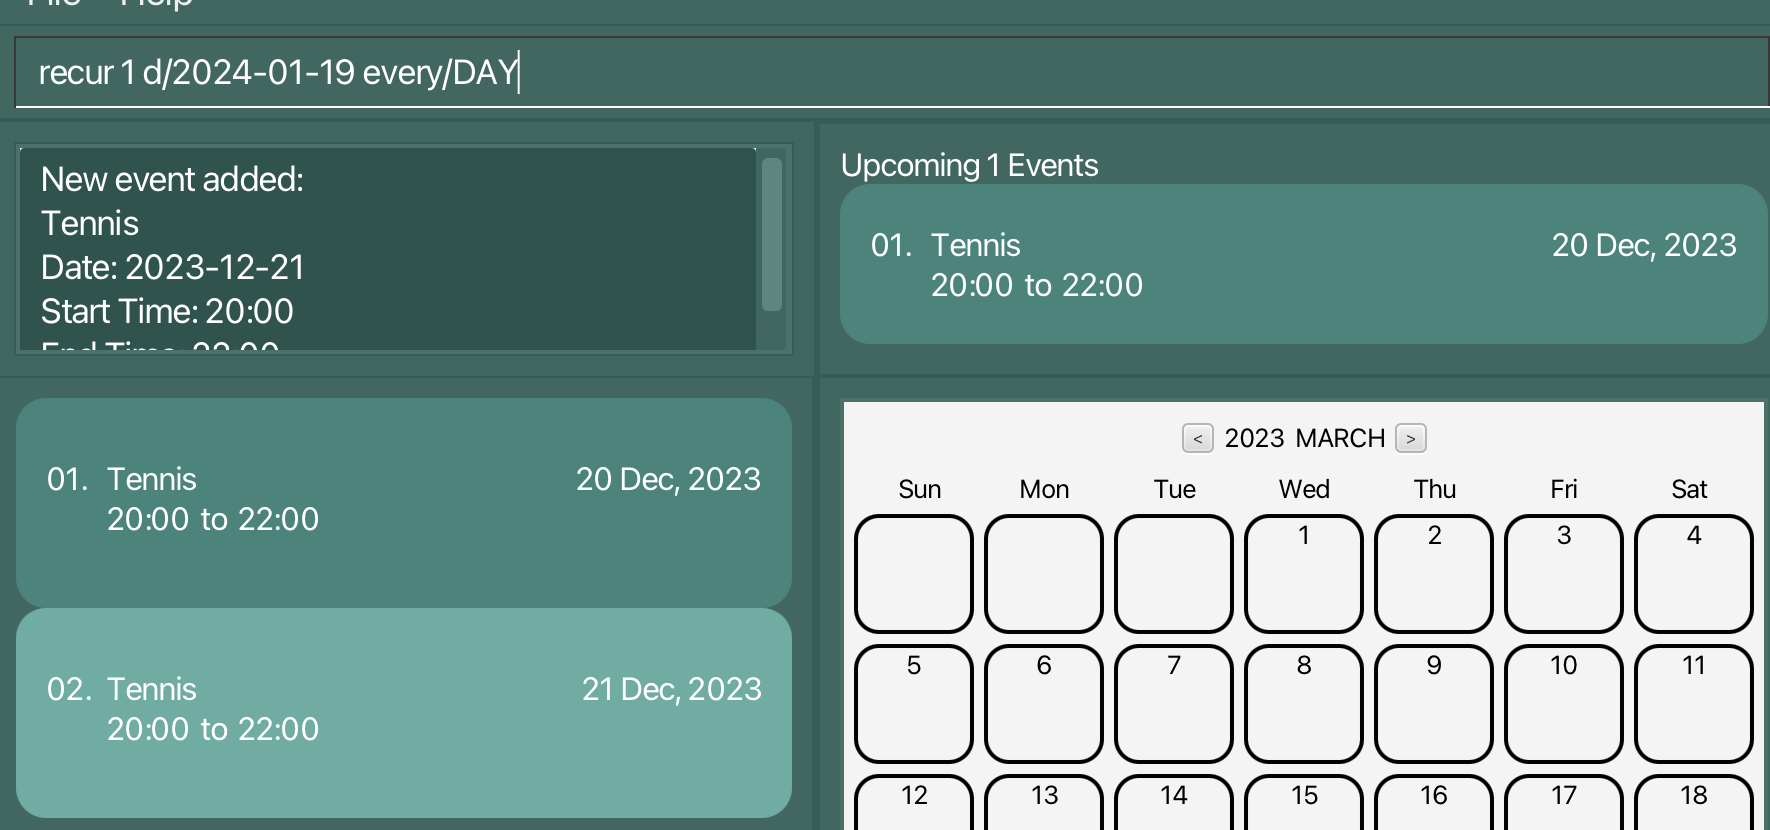 File Help
recur 1 d/2024-01-19 every/DAY
New event added:
Tennis
Date: 2023-12-21
Start Time: 20:00
End Time: 22:00
Upcoming 1 Events
01. Tennis 20 Dec, 2023
20:00 to 22:00
01. Tennis 20 Dec, 2023
20:00 to 22:00
02. Tennis 21 Dec, 2023
20:00 to 22:00
< 2023 MARCH >
Sun Mon Tue Wed Thu Fri Sat
1 2 3 4
5 6 7 8 9 10 11
12 13 14 15 16 17 18